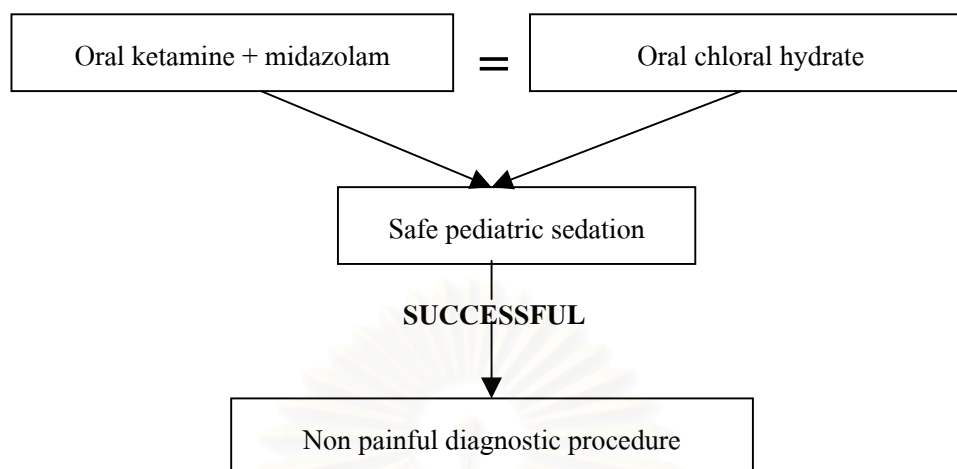 Oral ketamine + midazolam = Oral chloral hydrate
Safe pediatric sedation
SUCCESSFUL
Non painful diagnostic procedure